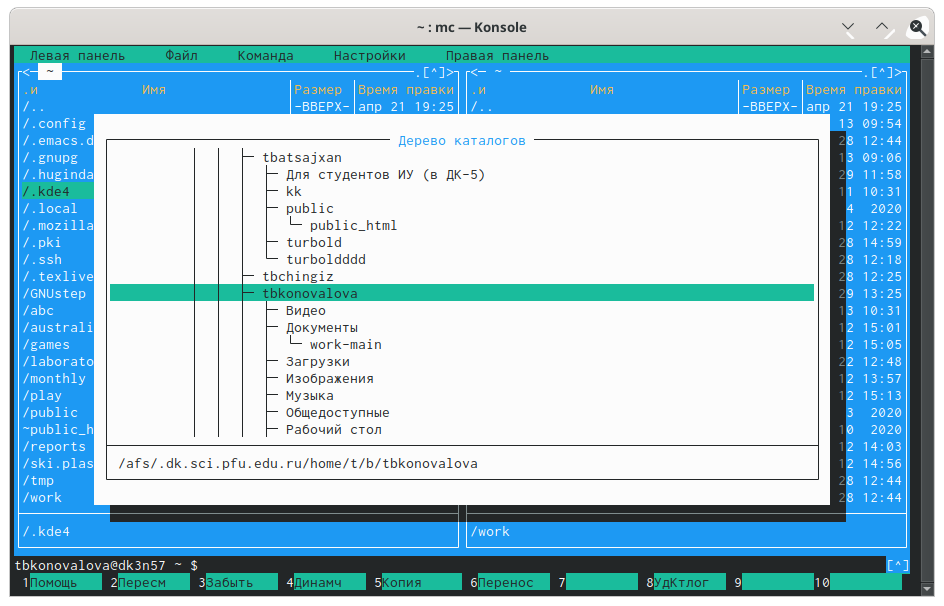 ~ : mc — Konsole
Левая панель Файл Команда Настройки Правая панель
<─ ~ .[^]> <─ ~ .[^]>
.и Имя Размер Время правки .и Имя Размер Время правки
/.. -ВВЕРХ- апр 21 19:25 /.. -ВВЕРХ- апр 21 19:25
/.config 13 09:54
/.emacs.d Дерево каталогов 28 12:44
/.gnupg tbatsajxan 13 09:06
/.huginda Для студентов ИУ (в ДК-5) 29 11:58
/.kde4 kk 11 10:31
/.local public 4 2020
/.mozilla public_html 12 12:22
/.pki turbold 28 14:59
/.ssh turboldddd 28 12:18
/.texlive tbchingiz 28 12:25
/GNUstep tbkonovalova 29 13:25
/abc Видео 13 10:31
/australi Документы 12 15:01
/games work-main 12 15:05
/laborato Загрузки 22 12:48
/monthly Изображения 12 13:57
/play Музыка 12 15:13
/public Общедоступные 3 2020
~public_h Рабочий стол 10 2020
/reports 12 14:03
/ski.plas /afs/.dk.sci.pfu.edu.ru/home/t/b/tbkonovalova 12 14:56
/tmp 28 12:44
/work 28 12:44
/.kde4 /work
tbkonovalova@dk3n57 ~ $ [^]
1Помощь 2Пересм 3Забыть 4Динамч 5Копия 6Перенос 7 8УдКтлог 9 10